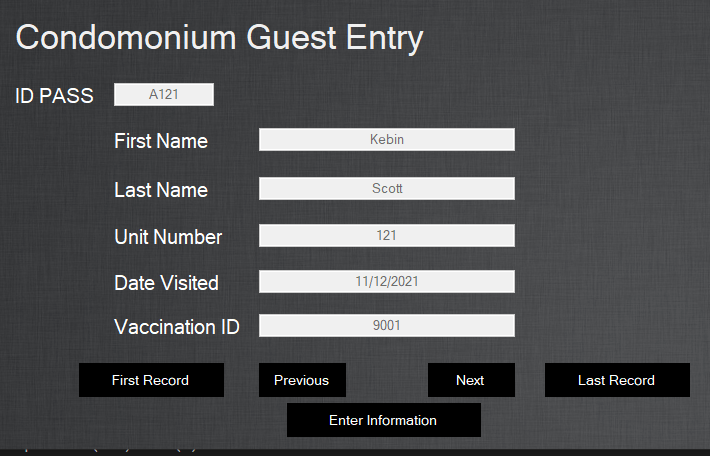 Condomonium Guest Entry
ID PASS A121
First Name Kebin
Last Name Scott
Unit Number 121
Date Visited 11/12/2021
Vaccination ID 9001
First Record Previous Next Last Record
Enter Information